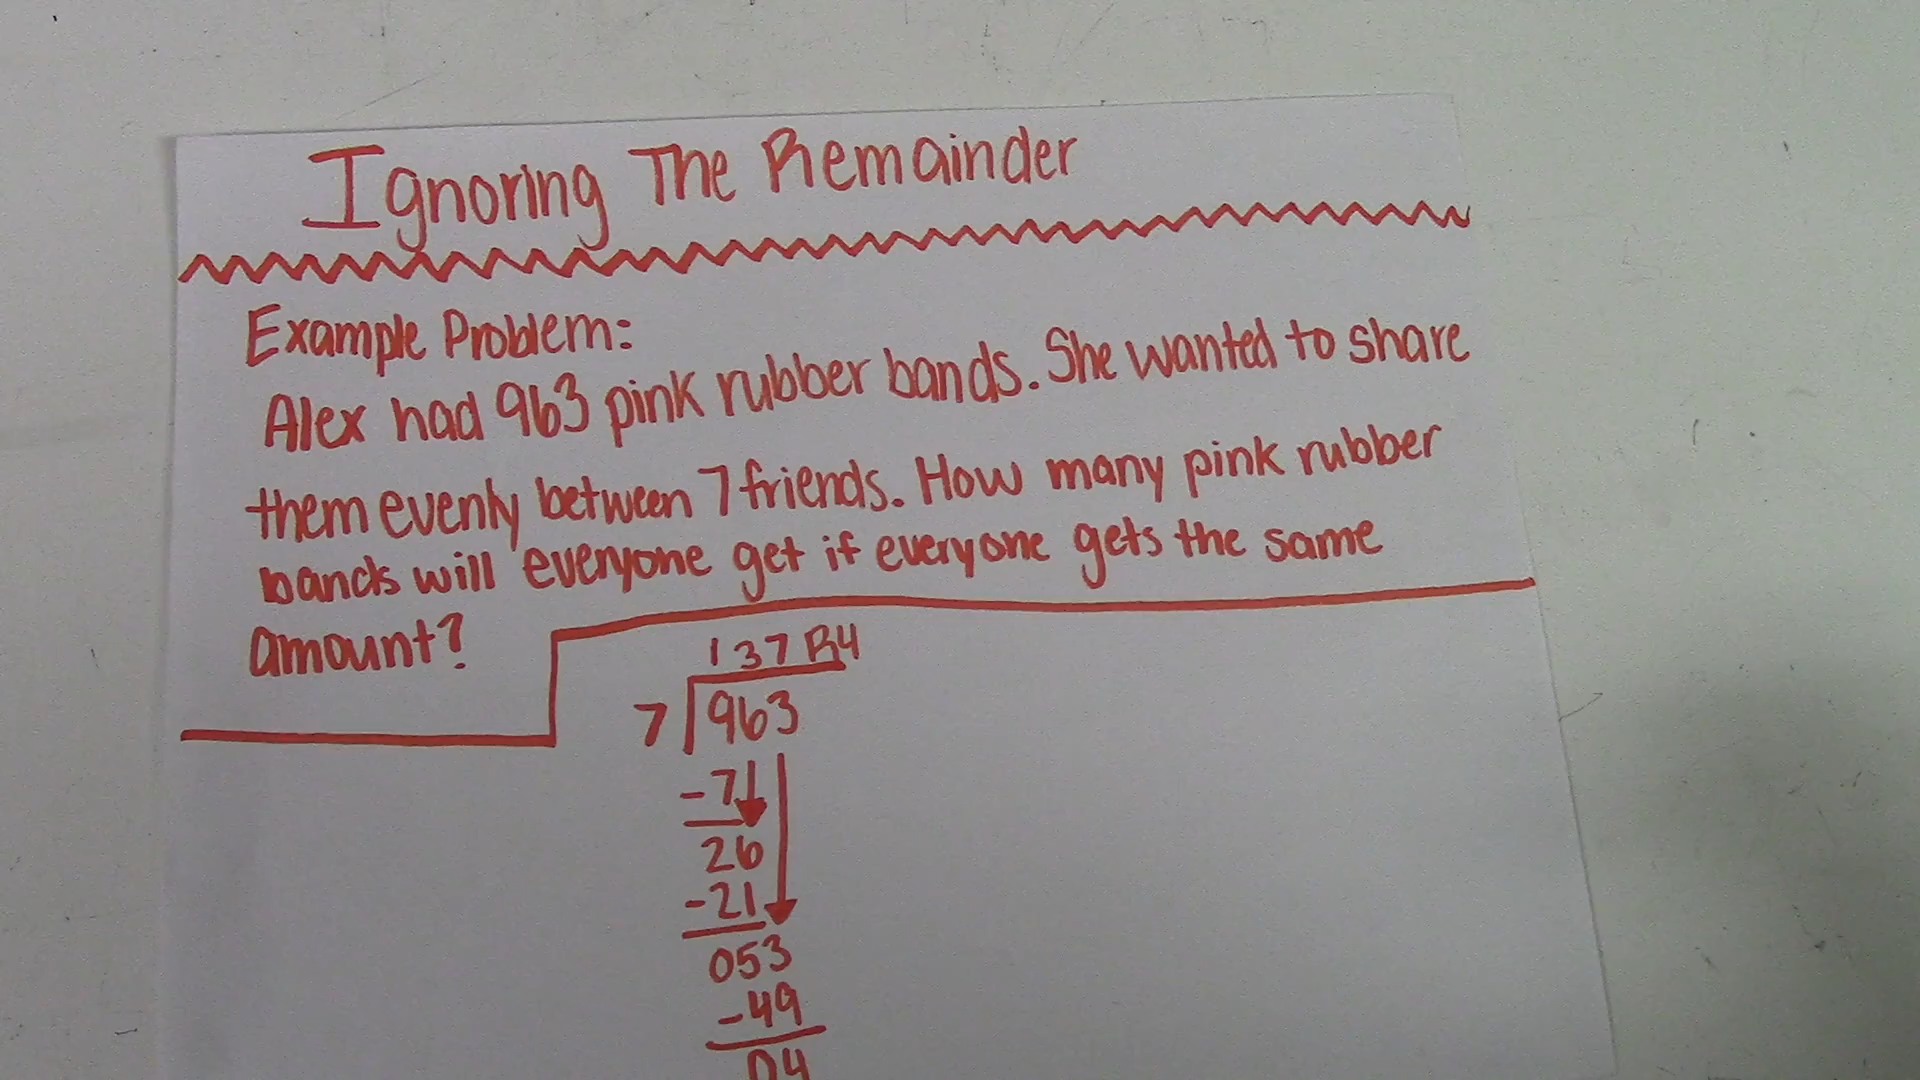 Ignoring The Remainder
Example Problem:
Alex had 963 pink rubber bands. She wanted to share
them evenly between 7 friends. How many pink rubber
bands will everyone get if everyone gets the same
amount?
137 R4
7 963
-7
26
-21
053
-49
04